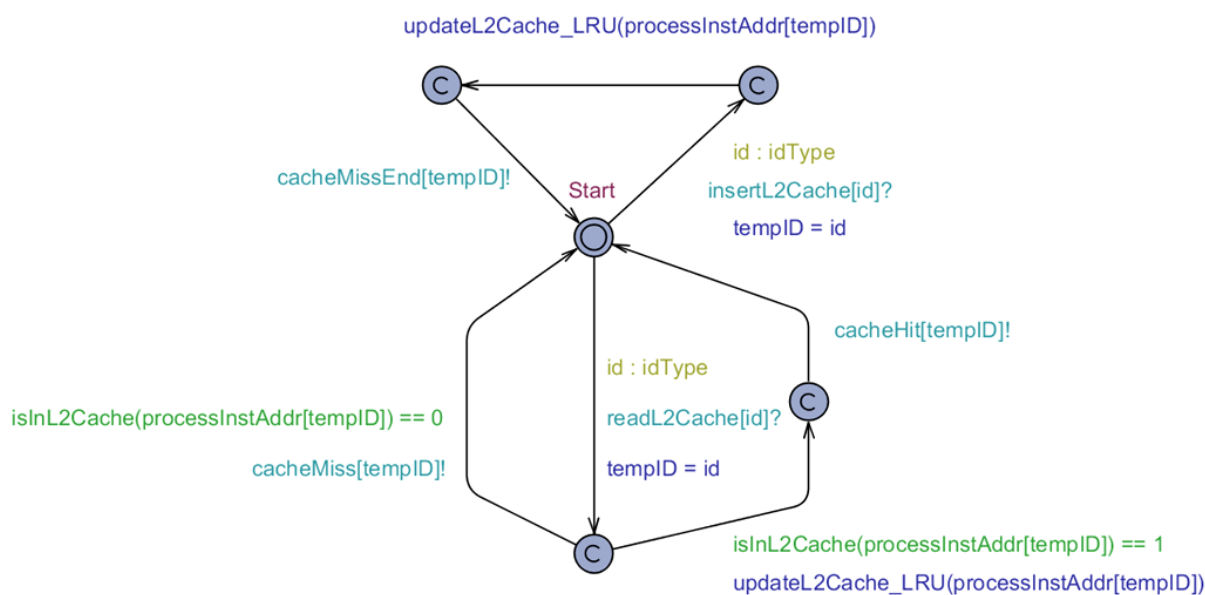 updateL2Cache_LRU(processInstAddr[tempID])
C
C
id : idType
cacheMissEnd[tempID]!
Start
insertL2Cache[id]?
tempID = id
cacheHit[tempID]!
id : idType
C
isInL2Cache(processInstAddr[tempID]) == 0
readL2Cache[id]?
cacheMiss[tempID]!
tempID = id
C
isInL2Cache(processInstAddr[tempID]) == 1
updateL2Cache_LRU(processInstAddr[tempID])